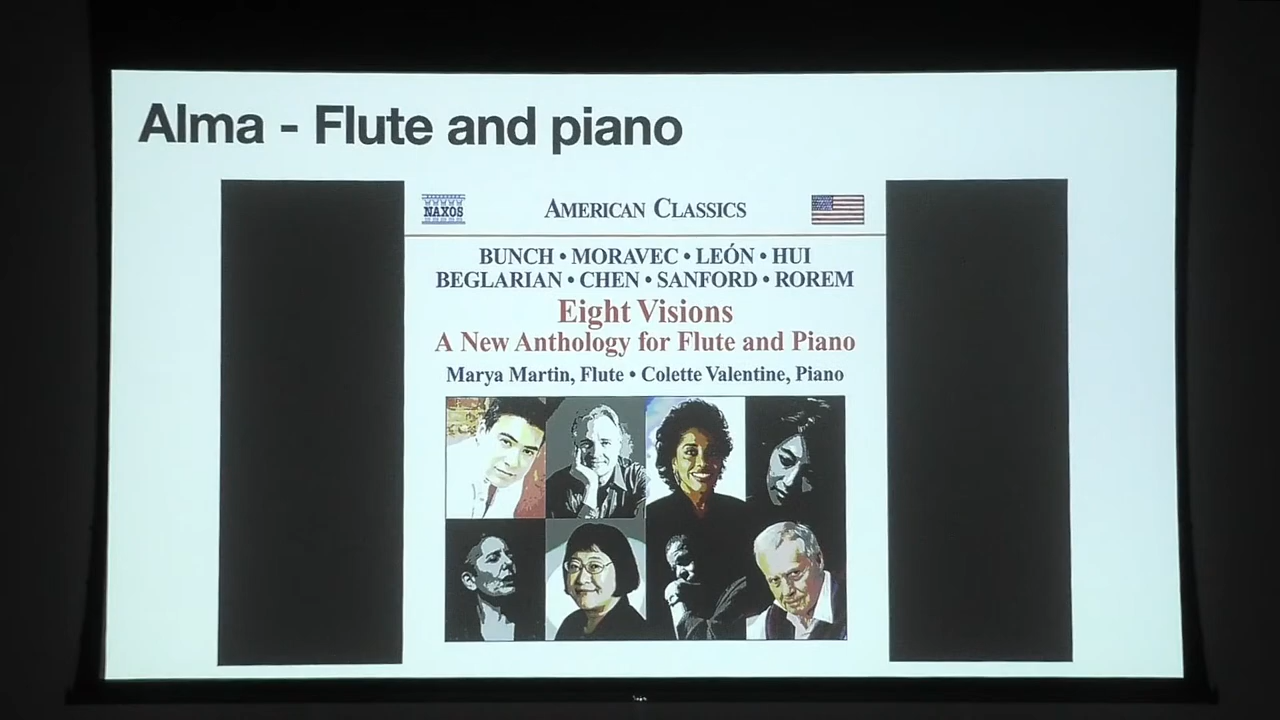 Alma - Flute and piano
NAXOS
AMERICAN CLASSICS
BUNCH • MORAVEC • LEÓN • HUI
BEGLARIAN • CHEN • SANFORD • ROREM
Eight Visions
A New Anthology for Flute and Piano
Marya Martin, Flute • Colette Valentine, Piano